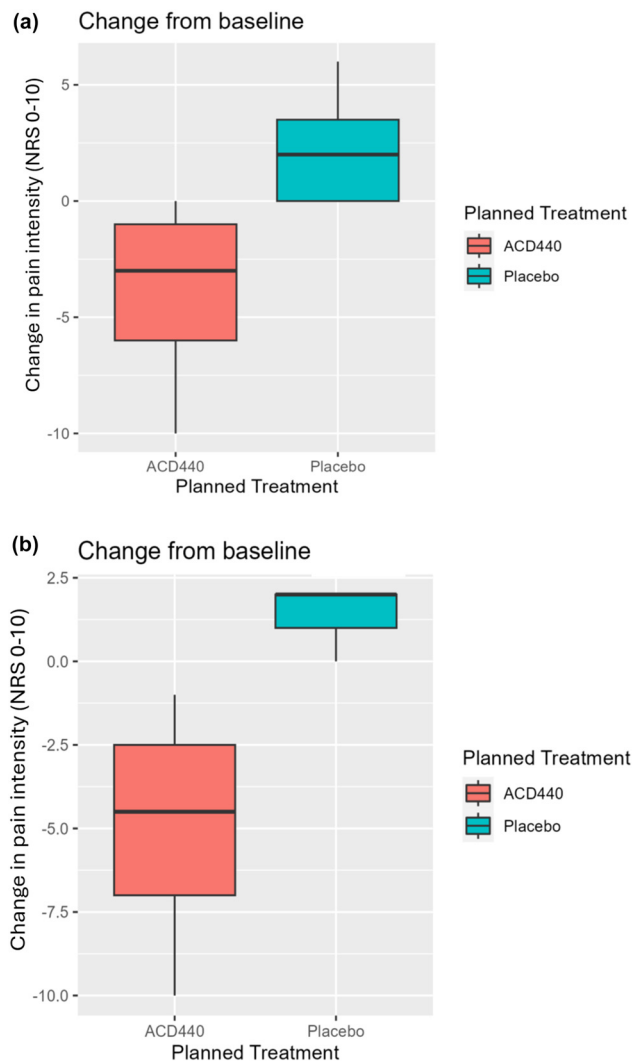 (a) Change from baseline
Change in pain intensity (NRS 0-10)
5
0
-5
-10
ACD440 Placebo
Planned Treatment
Planned Treatment
ACD440
Placebo
(b) Change from baseline
Change in pain intensity (NRS 0-10)
2.5
0.0
-2.5
-5.0
-7.5
-10.0
ACD440 Placebo
Planned Treatment
Planned Treatment
ACD440
Placebo